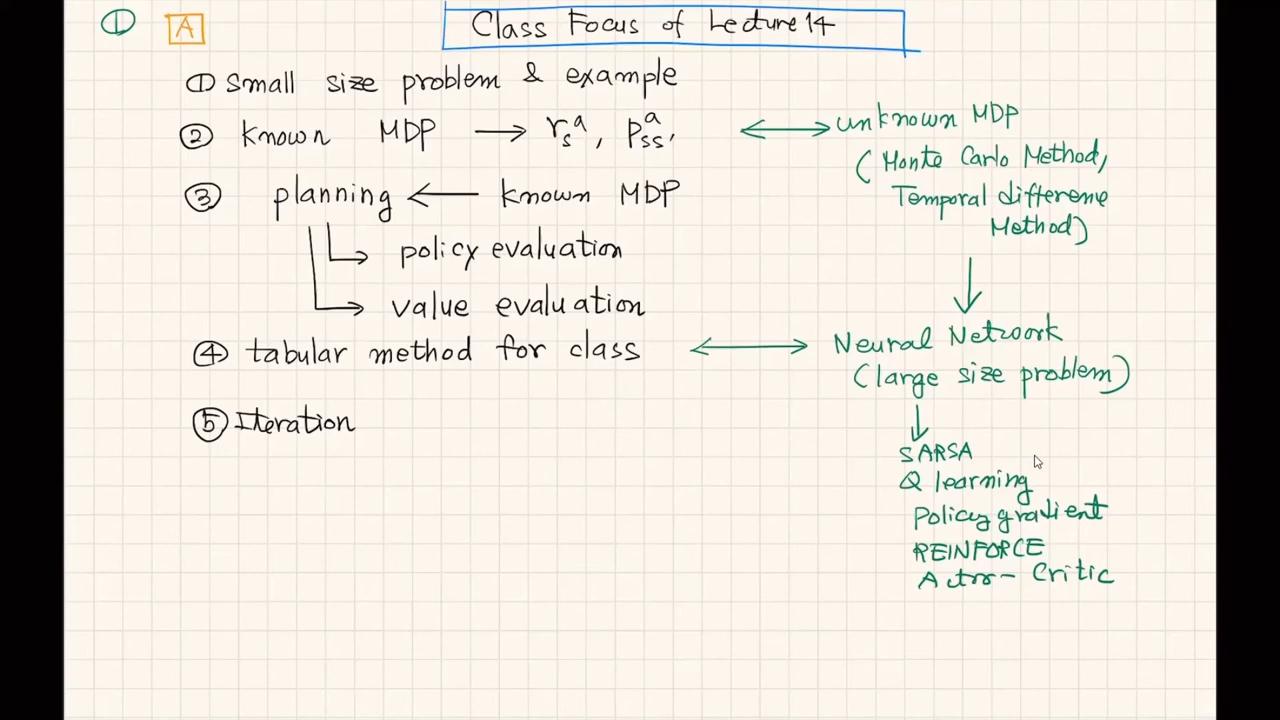 ① A Class Focus of Lecture 14
① Small size problem & example
② known MDP → r_s^a, p_ss'^a ↔ unknown MDP
(Monte Carlo Method,
Temporal difference
Method)
③ planning ← known MDP
policy evaluation
value evaluation
④ tabular method for class ↔ Neural Network
(large size problem)
⑤ Iteration
SARSA
Q learning
Policy gradient
REINFORCE
Actor - Critic